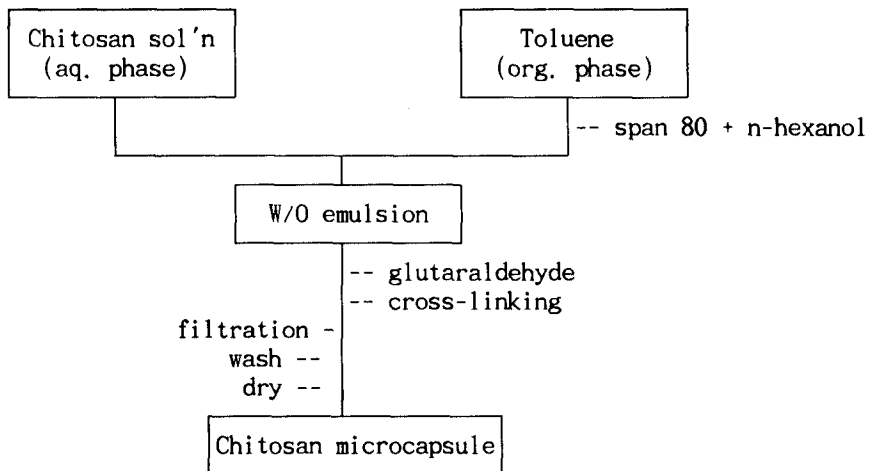 Chitosan sol'n
(aq. phase)
Toluene
(org. phase)
-- span 80 + n-hexanol
W/O emulsion
-- glutaraldehyde
-- cross-linking
filtration -
wash --
dry --
Chitosan microcapsule